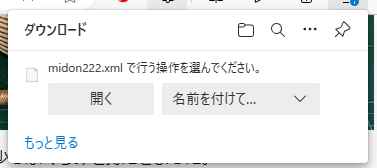 ダウンロード
midon222.xml で行う操作を選んでください。
開く
名前を付けて...
もっと見る